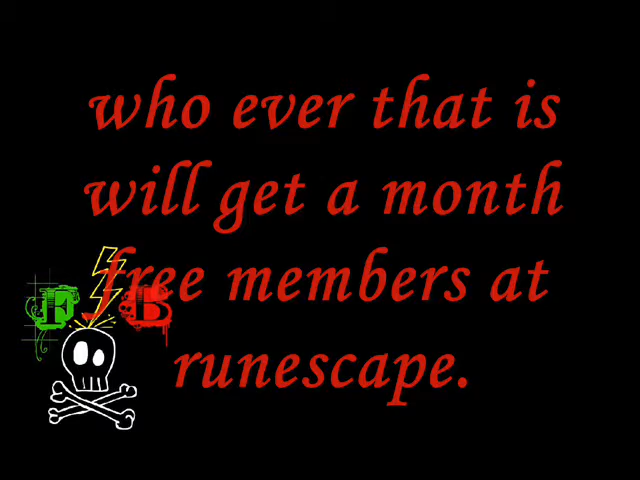 who ever that is
will get a month
free members at
F B
runescape.